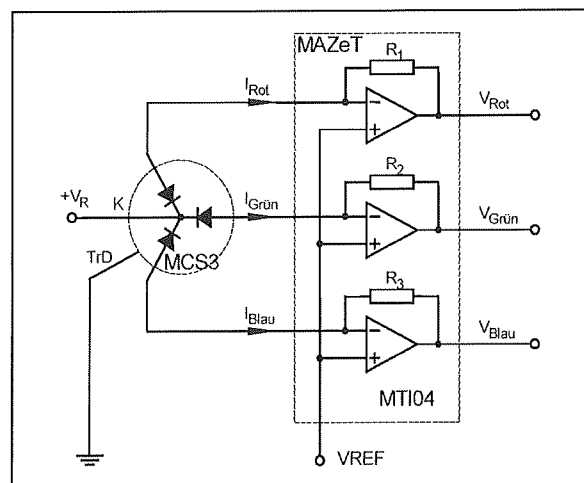 MAZeT
R1
IRot
VRot
+VR
K
R2
IGrün
VGrün
TrD
MCS3
R3
IBlau
VBlau
MTI04
VREF